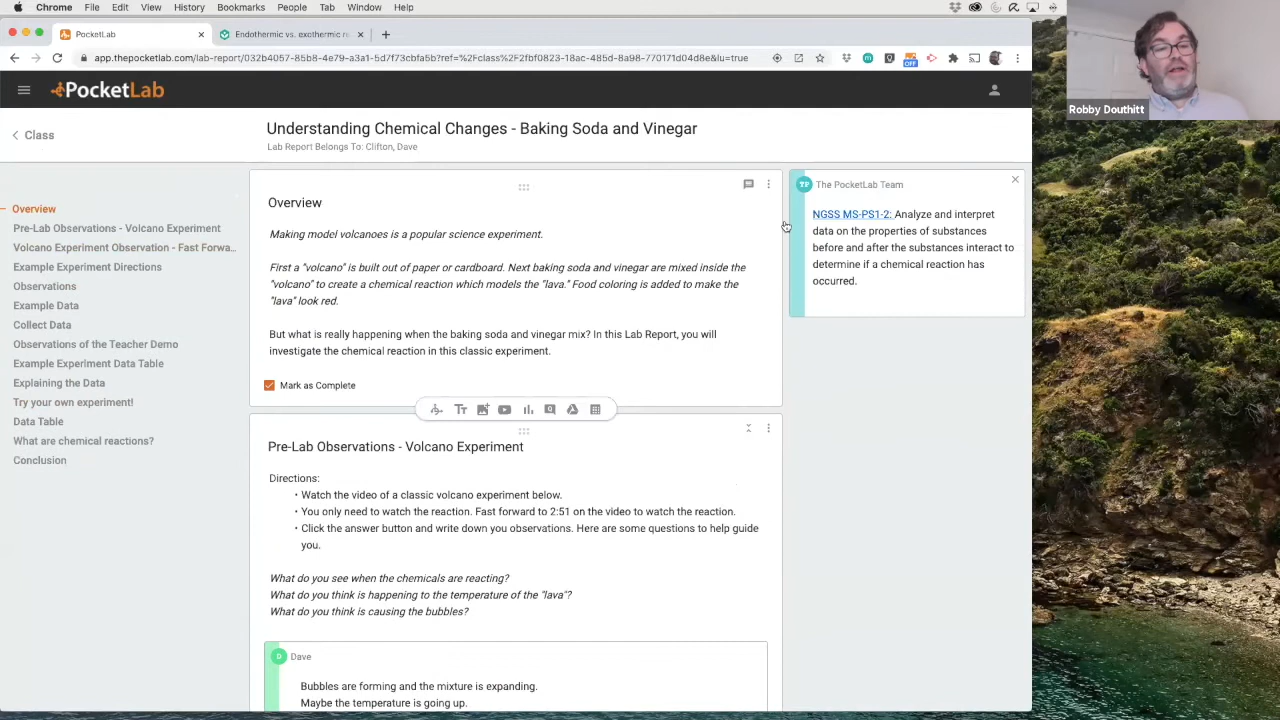 Chrome File Edit View History Bookmarks People Tab Window Help
PocketLab
Endothermic vs. exothermic re
app.thepocketlab.com/lab-report/032b4057-85b8-4e79-a3a1-5d7f73cbfa5b?ref=%2Fclass%2F2fbf0823-18ac-485d-8a98-770171d04d8e&lu=true
OFF
Robby Douthitt
PocketLab
Class
Understanding Chemical Changes - Baking Soda and Vinegar
Lab Report Belongs To: Clifton, Dave
Overview
Pre-Lab Observations - Volcano Experiment
Volcano Experiment Observation - Fast Forwa...
Example Experiment Directions
Observations
Example Data
Collect Data
Observations of the Teacher Demo
Example Experiment Data Table
Explaining the Data
Try your own experiment!
Data Table
What are chemical reactions?
Conclusion
Overview
Making model volcanoes is a popular science experiment.
First a "volcano" is built out of paper or cardboard. Next baking soda and vinegar are mixed inside the
"volcano" to create a chemical reaction which models the "lava." Food coloring is added to make the
"lava" look red.
But what is really happening when the baking soda and vinegar mix? In this Lab Report, you will
investigate the chemical reaction in this classic experiment.
Mark as Complete
TP The PocketLab Team
NGSS MS-PS1-2: Analyze and interpret
data on the properties of substances
before and after the substances interact to
determine if a chemical reaction has
occurred.
Pre-Lab Observations - Volcano Experiment
Directions:
• Watch the video of a classic volcano experiment below.
• You only need to watch the reaction. Fast forward to 2:51 on the video to watch the reaction.
• Click the answer button and write down you observations. Here are some questions to help guide
you.
What do you see when the chemicals are reacting?
What do you think is happening to the temperature of the "lava"?
What do you think is causing the bubbles?
D Dave
Bubbles are forming and the mixture is expanding.
Maybe the temperature is going up.